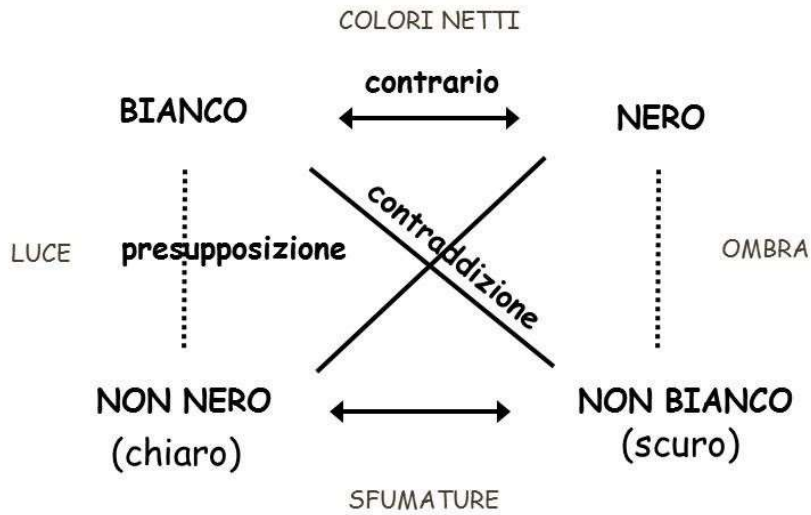 COLORI NETTI
contrario
BIANCO
NERO
contraddizione
LUCE
presupposizione
OMBRA
NON NERO
(chiaro)
NON BIANCO
(scuro)
SFUMATURE